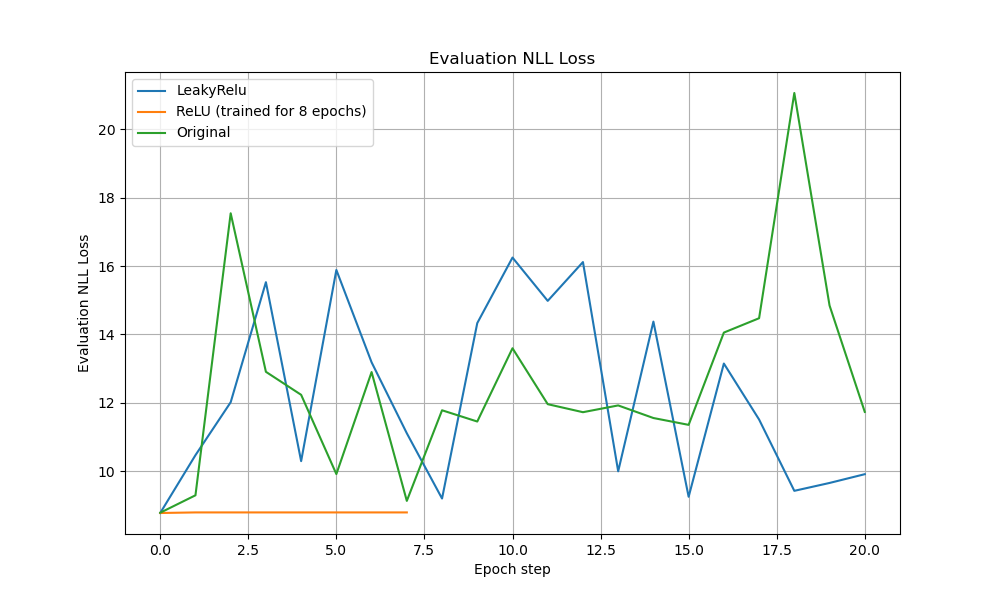 Evaluation NLL Loss
LeakyRelu
ReLU (trained for 8 epochs)
Original
Evaluation NLL Loss
20
18
16
14
12
10
0.0 2.5 5.0 7.5 10.0 12.5 15.0 17.5 20.0
Epoch step